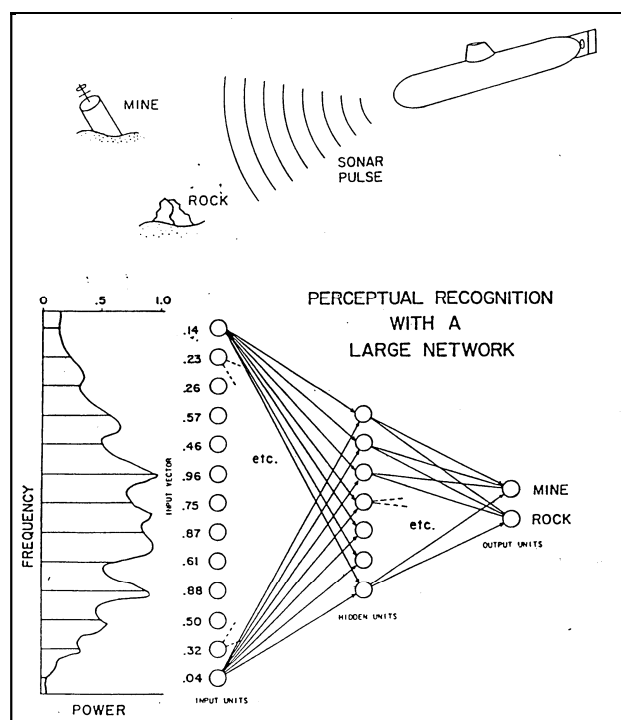 MINE
SONAR
PULSE
ROCK
0 .5 1.0
PERCEPTUAL RECOGNITION
WITH A
LARGE NETWORK
.14
.23
.26
.57
.46
.96
.75
.87
.61
.88
.50
.32
.04
etc.
etc.
FREQUENCY
INPUT VECTOR
MINE
ROCK
OUTPUT UNITS
HIDDEN UNITS
INPUT UNITS
POWER